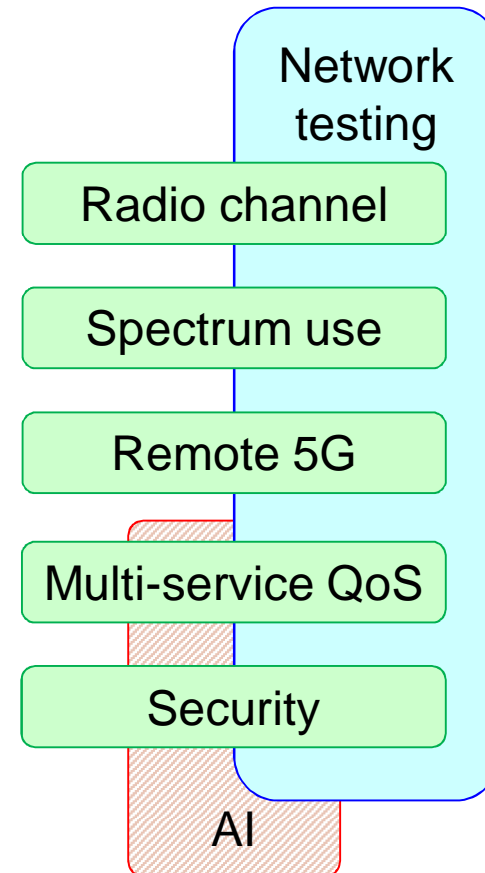 Network
testing
Radio channel
Spectrum use
Remote 5G
Multi-service QoS
Security
AI